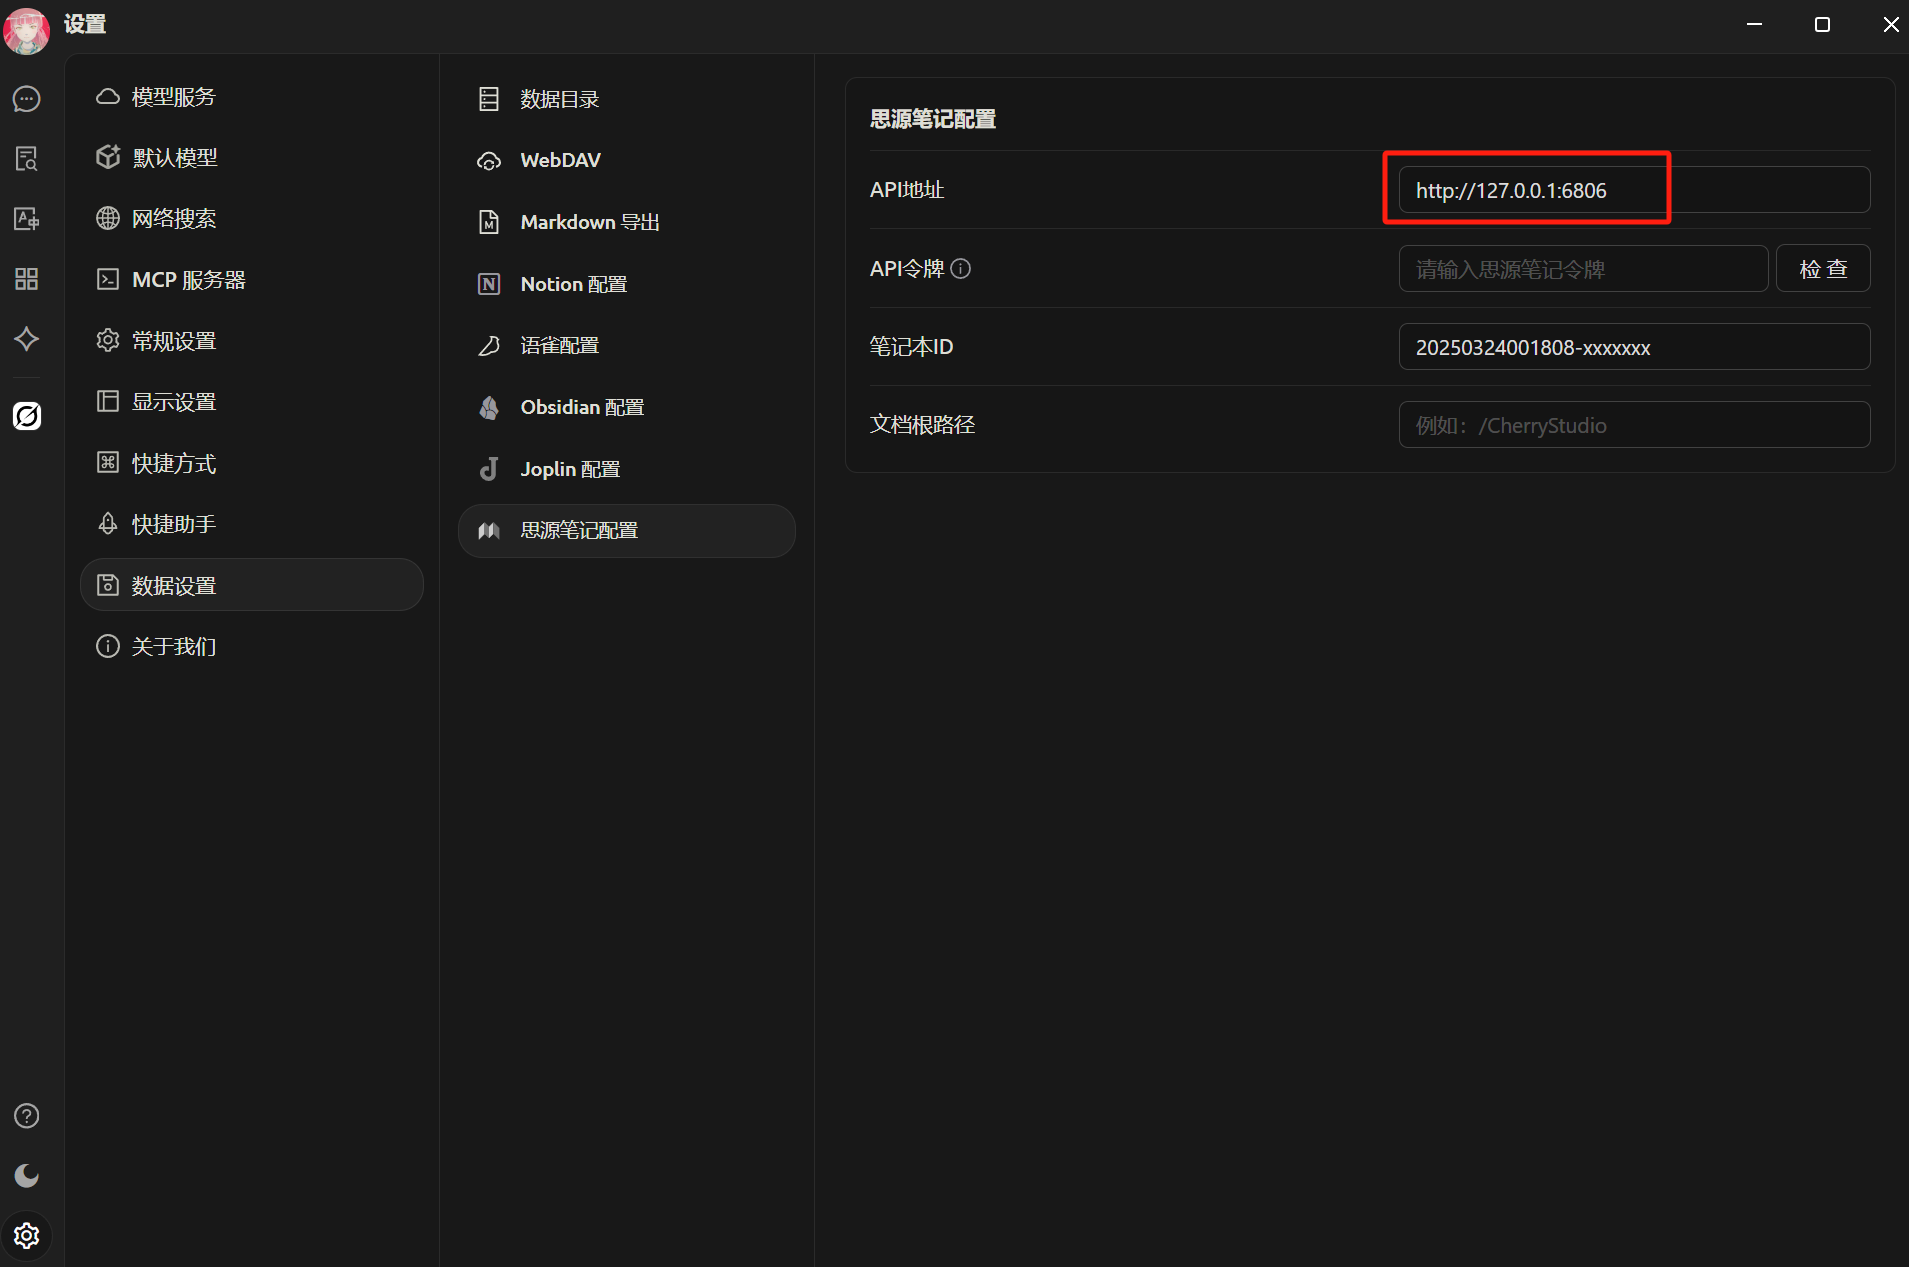 设置
模型服务
默认模型
网络搜索
MCP 服务器
常规设置
显示设置
快捷方式
快捷助手
数据设置
关于我们
数据目录
WebDAV
Markdown 导出
Notion 配置
语雀配置
Obsidian 配置
Joplin 配置
思源笔记配置
思源笔记配置
API地址
http://127.0.0.1:6806
API令牌
请输入思源笔记令牌
检 查
笔记本ID
20250324001808-xxxxxxx
文档根路径
例如：/CherryStudio